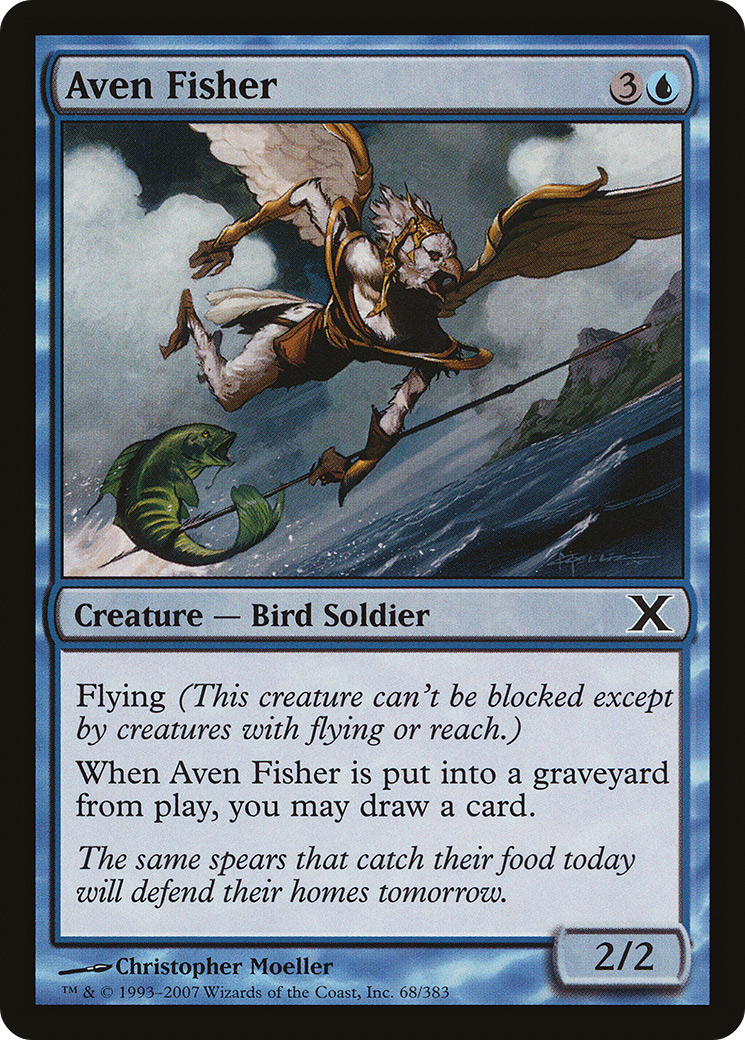 Aven Fisher 3
Creature — Bird Soldier X
Flying (This creature can't be blocked except
by creatures with flying or reach.)
When Aven Fisher is put into a graveyard
from play, you may draw a card.
The same spears that catch their food today
will defend their homes tomorrow.
2/2
Christopher Moeller
™ & © 1993–2007 Wizards of the Coast, Inc. 68/383